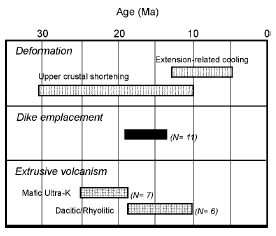 Age (Ma)
30 20 10 0
Deformation
Extension-related cooling
Upper crustal shortening
Dike emplacement
(N= 11)
Extrusive volcanism
Mafic Ultra-K (N= 7)
Dacitic/Rhyolitic (N= 6)